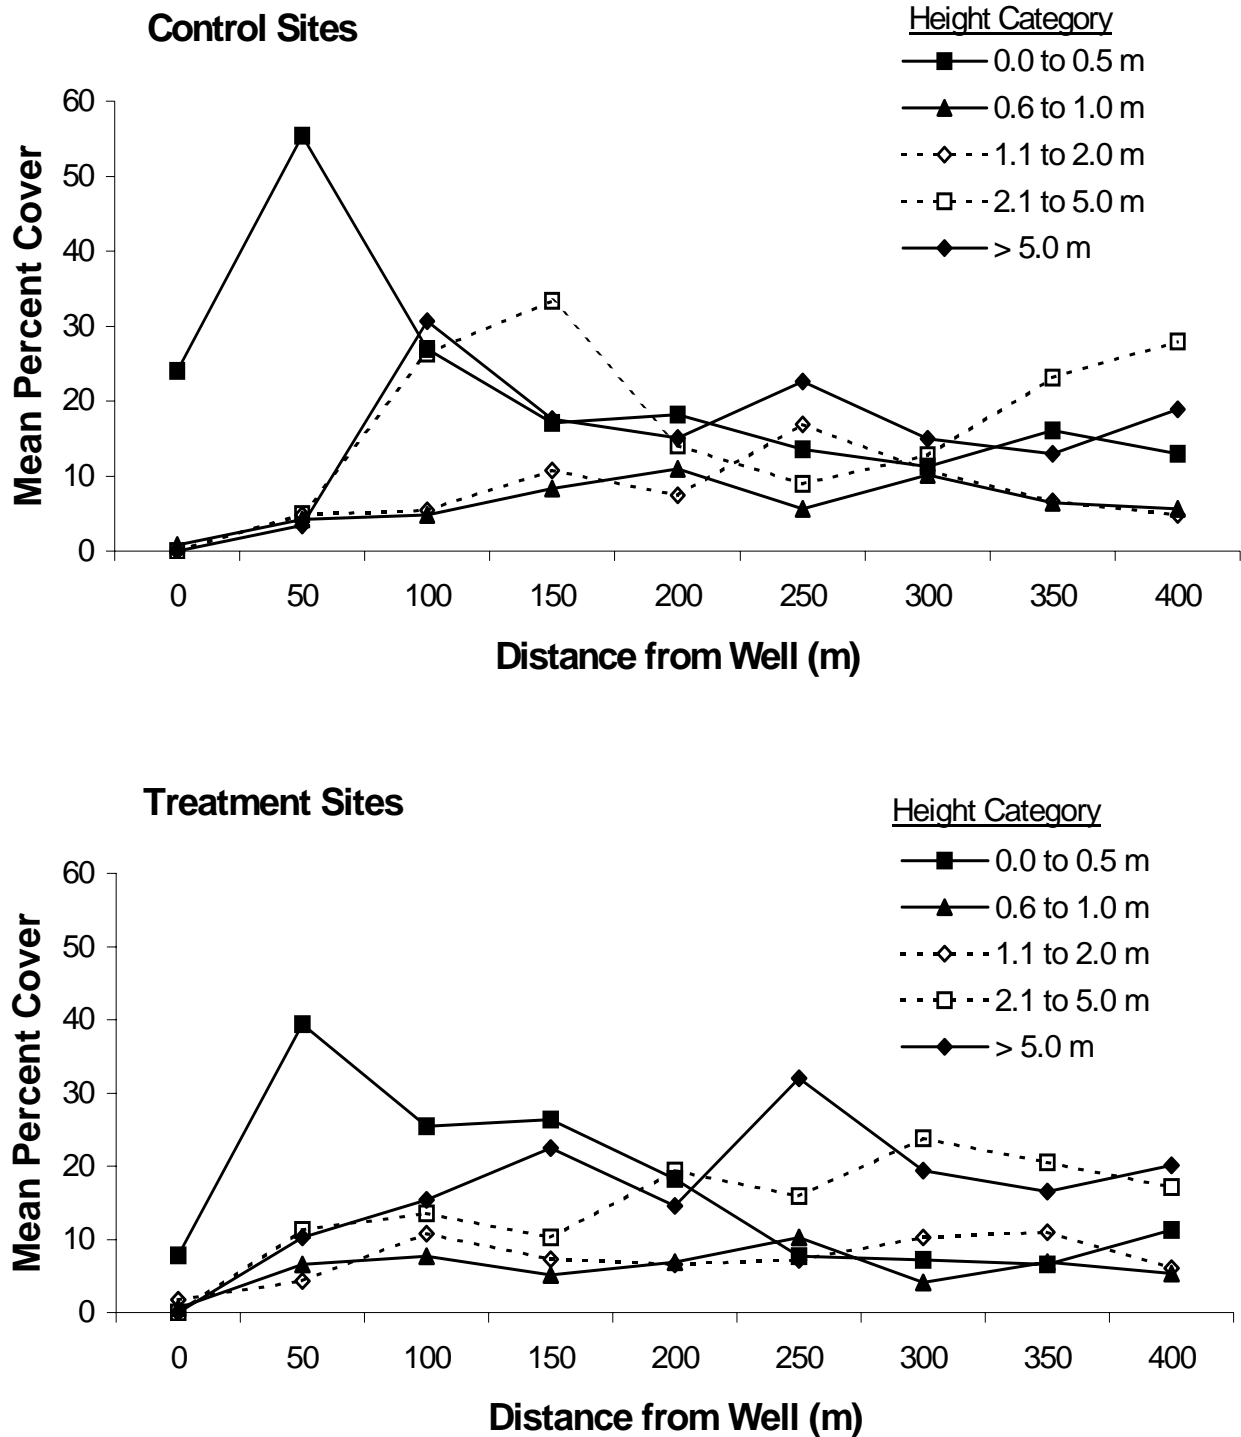 Control Sites
Height Category
0.0 to 0.5 m
0.6 to 1.0 m
1.1 to 2.0 m
2.1 to 5.0 m
> 5.0 m
Mean Percent Cover
60
50
40
30
20
10
0
0 50 100 150 200 250 300 350 400
Distance from Well (m)
Treatment Sites
Height Category
0.0 to 0.5 m
0.6 to 1.0 m
1.1 to 2.0 m
2.1 to 5.0 m
> 5.0 m
Mean Percent Cover
60
50
40
30
20
10
0
0 50 100 150 200 250 300 350 400
Distance from Well (m)